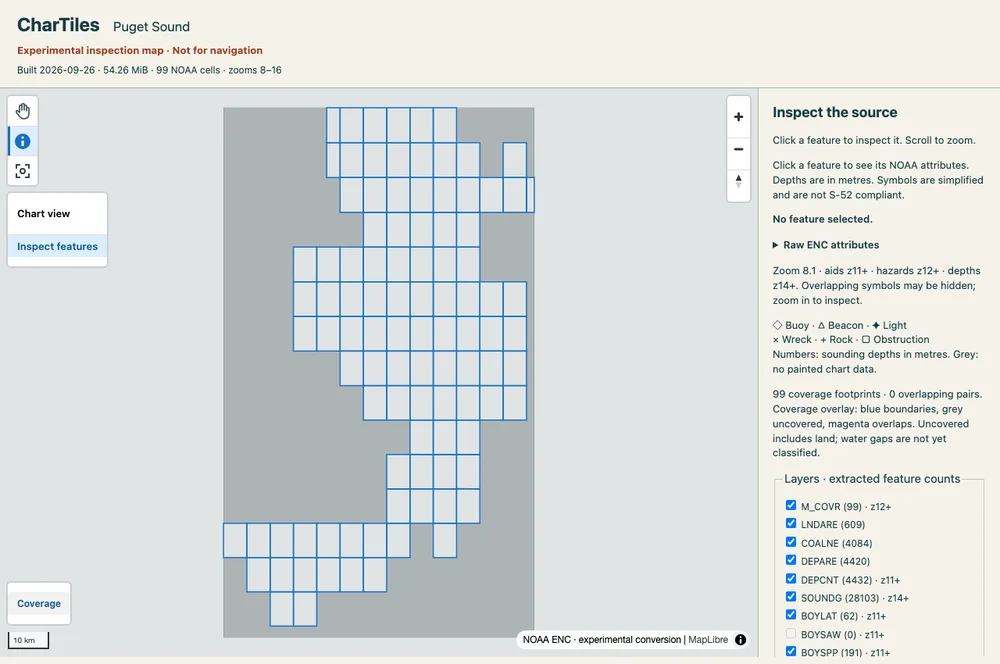 CharTiles Puget Sound
Experimental inspection map · Not for navigation
Built 2026-09-26 · 54.26 MiB · 99 NOAA cells · zooms 8–16
Chart view
Inspect features
Coverage
10 km
NOAA ENC · experimental conversion | MapLibre
Inspect the source
Click a feature to inspect it. Scroll to zoom.
Click a feature to see its NOAA attributes.
Depths are in metres. Symbols are simplified
and are not S-52 compliant.
No feature selected.
▶ Raw ENC attributes
Zoom 8.1 · aids z11+ · hazards z12+ · depths
z14+. Overlapping symbols may be hidden;
zoom in to inspect.
◇ Buoy · △ Beacon · ✦ Light
× Wreck · + Rock · □ Obstruction
Numbers: sounding depths in metres. Grey:
no painted chart data.
99 coverage footprints · 0 overlapping pairs.
Coverage overlay: blue boundaries, grey
uncovered, magenta overlaps. Uncovered
includes land; water gaps are not yet
classified.
Layers · extracted feature counts
M_COVR (99) · z12+
LNDARE (609)
COALNE (4084)
DEPARE (4420)
DEPCNT (4432) · z11+
SOUNDG (28103) · z14+
BOYLAT (62) · z11+
BOYSAW (0) · z11+
BOYSPP (191) · z11+